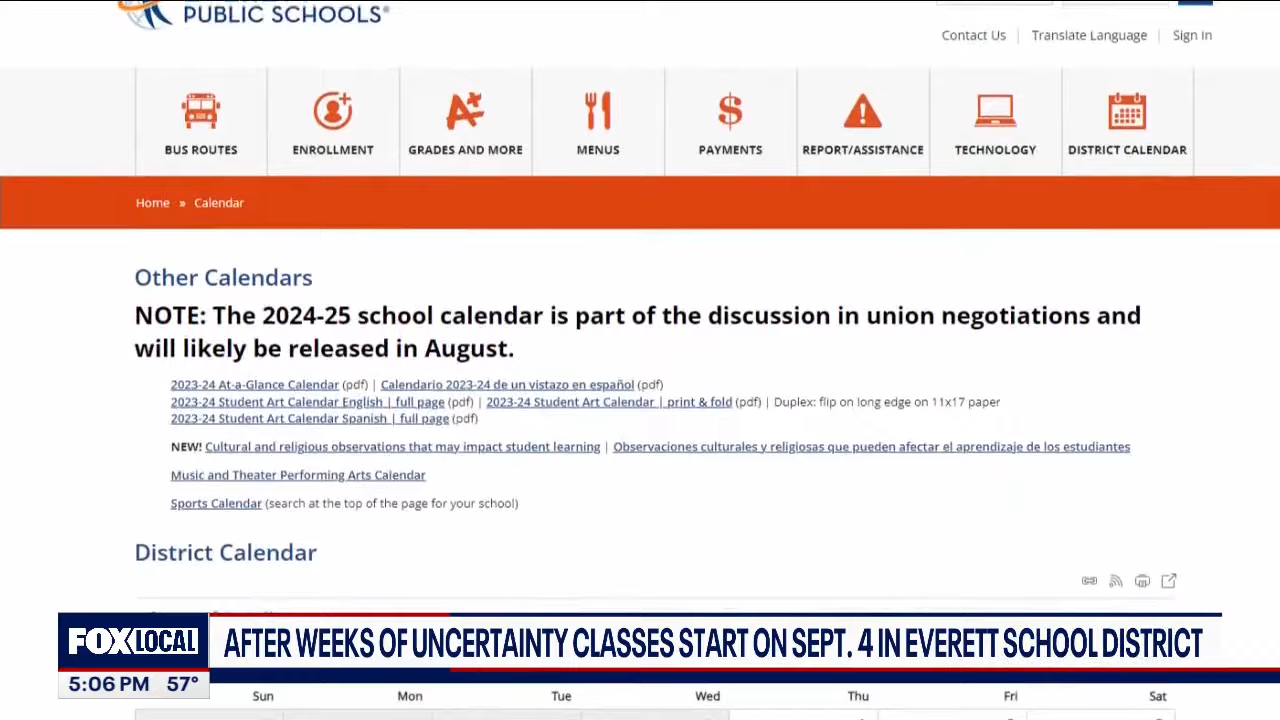 PUBLIC SCHOOLS®
Contact Us | Translate Language | Sign In
BUS ROUTES
ENROLLMENT
GRADES AND MORE
MENUS
PAYMENTS
REPORT/ASSISTANCE
TECHNOLOGY
DISTRICT CALENDAR
Home » Calendar
Other Calendars
NOTE: The 2024-25 school calendar is part of the discussion in union negotiations and
will likely be released in August.
2023-24 At-a-Glance Calendar (pdf) | Calendario 2023-24 de un vistazo en español (pdf)
2023-24 Student Art Calendar English | full page (pdf) | 2023-24 Student Art Calendar | print & fold (pdf) | Duplex: flip on long edge on 11x17 paper
2023-24 Student Art Calendar Spanish | full page (pdf)
NEW! Cultural and religious observations that may impact student learning | Observaciones culturales y religiosas que pueden afectar el aprendizaje de los estudiantes
Music and Theater Performing Arts Calendar
Sports Calendar (search at the top of the page for your school)
District Calendar
FOX LOCAL
AFTER WEEKS OF UNCERTAINTY CLASSES START ON SEPT. 4 IN EVERETT SCHOOL DISTRICT
5:06 PM 57°
Sun Mon Tue Wed Thu Fri Sat